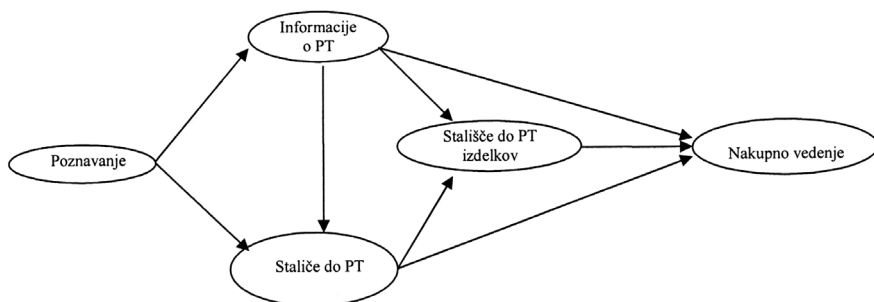 Informacije
o PT
Stališče do PT
izdelkov
Poznavanje
Nakupno vedenje
Staliče do PT